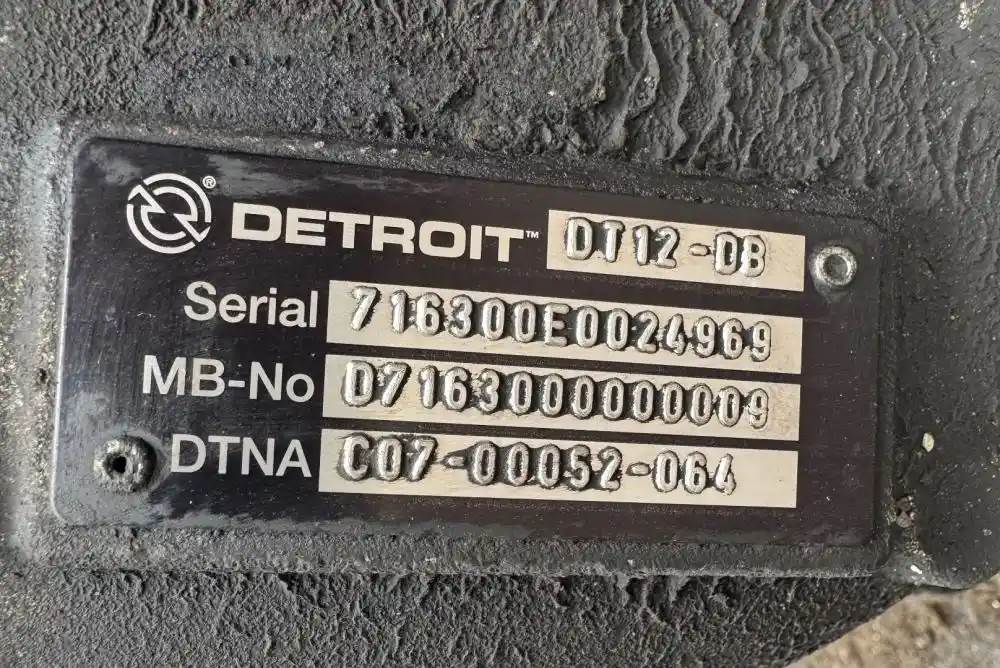 ® DETROIT™ DT12-DB
Serial 716300E0024969
MB-No D716300000000009
DTNA C07-00052-064